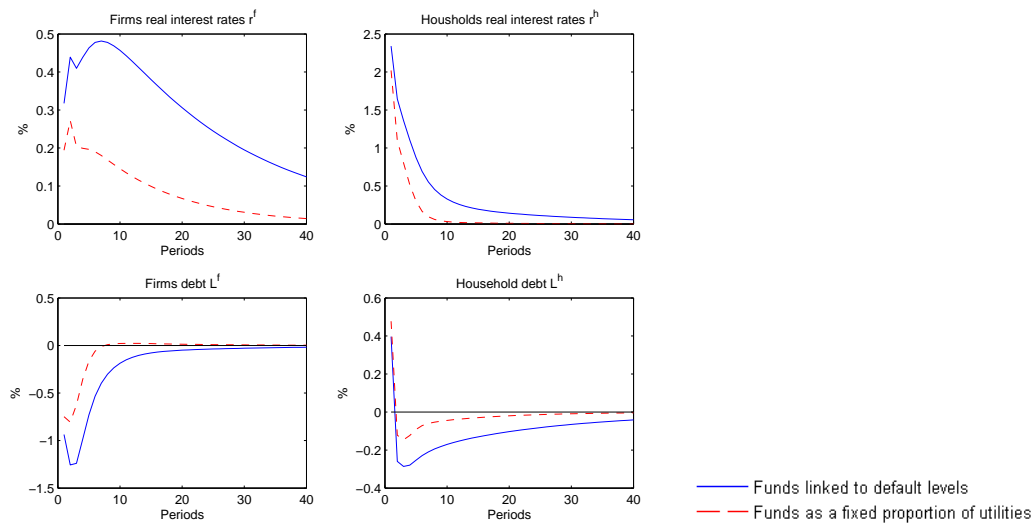 Firms real interest rates r^f
0.5
0.4
0.3
0.2
0.1
0
%
0 10 20 30 40
Periods
Housholds real interest rates r^h
2.5
2
1.5
1
0.5
0
%
0 10 20 30 40
Periods
Firms debt L^f
0.5
0
−0.5
−1
−1.5
%
0 10 20 30 40
Periods
Household debt L^h
0.6
0.4
0.2
0
−0.2
−0.4
%
0 10 20 30 40
Periods
Funds linked to default levels
Funds as a fixed proportion of utilities